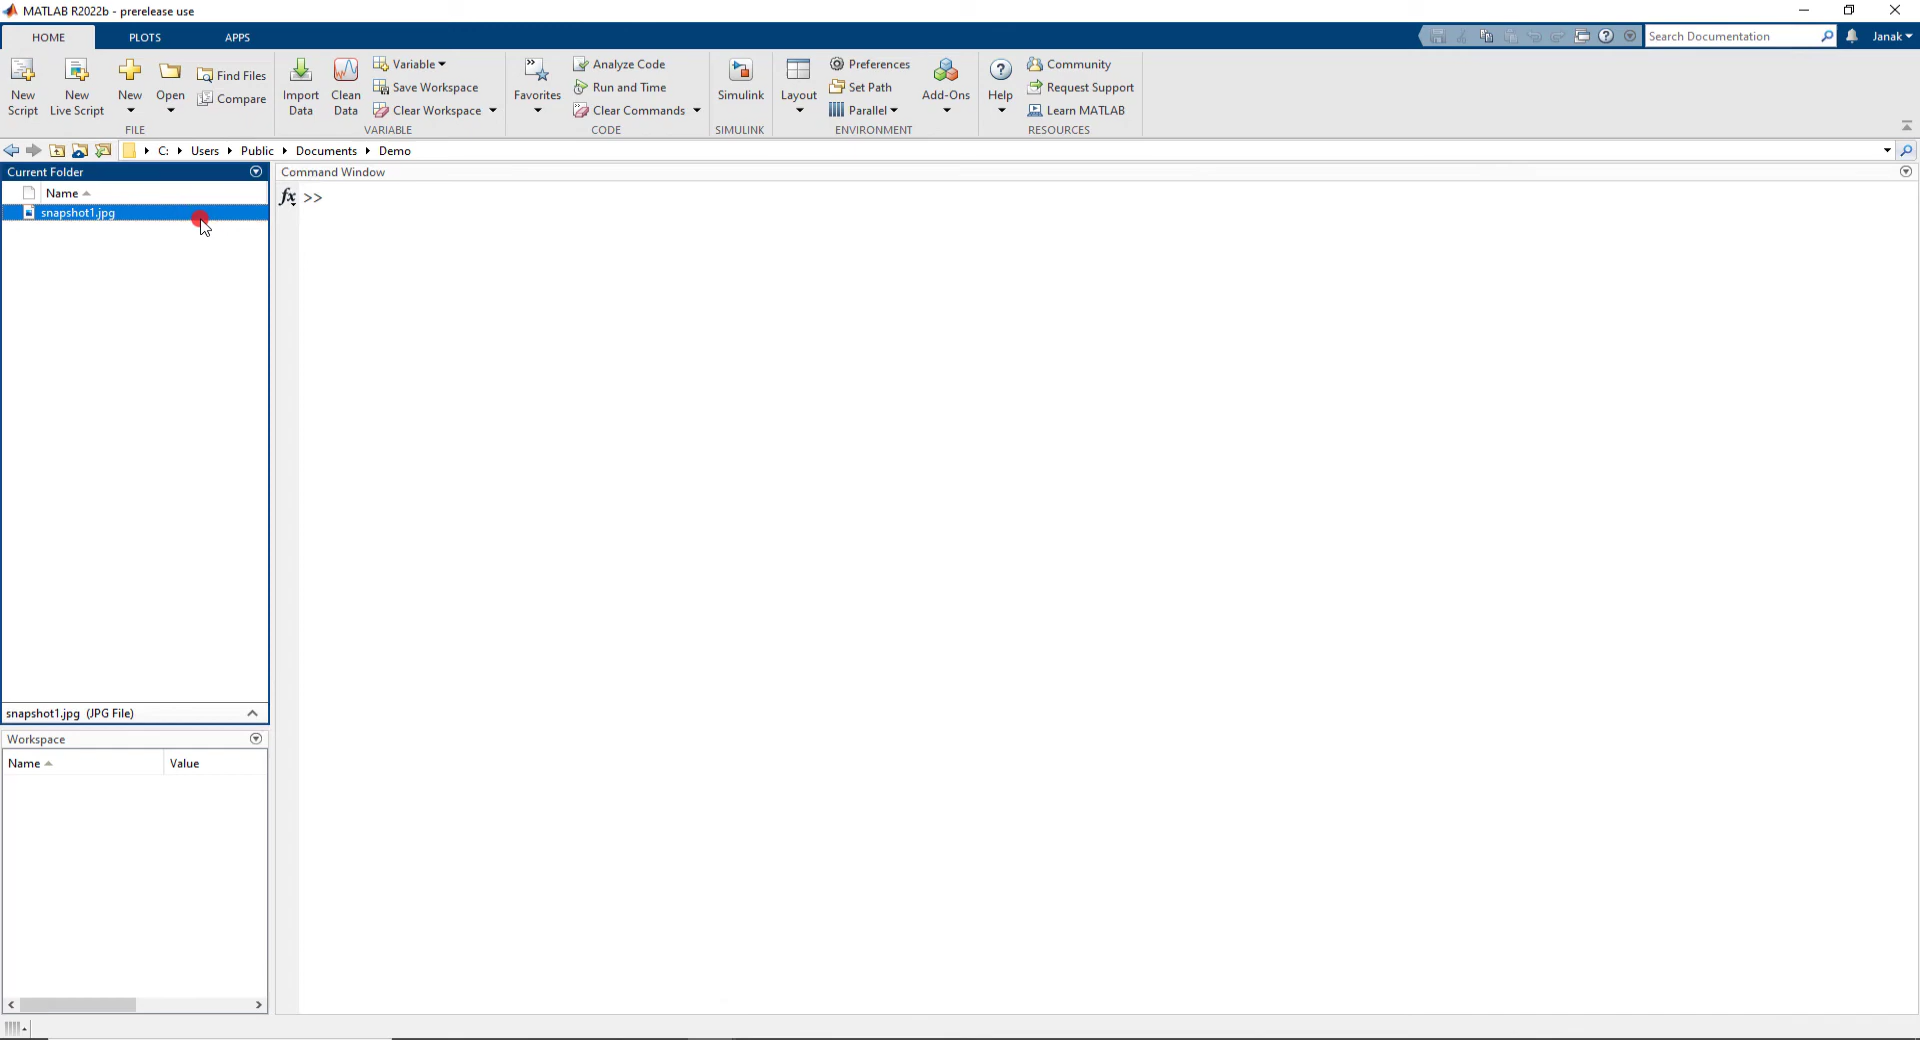 MATLAB R2022b - prerelease use
HOME PLOTS APPS
Search Documentation
Janak
New Script
New Live Script
New
Open
Find Files
Compare
FILE
Import Data
Clean Data
Variable
Save Workspace
Clear Workspace
VARIABLE
Favorites
Analyze Code
Run and Time
Clear Commands
CODE
Simulink
SIMULINK
Layout
Preferences
Set Path
Parallel
Add-Ons
ENVIRONMENT
Help
Community
Request Support
Learn MATLAB
RESOURCES
C: Users Public Documents Demo
Current Folder
Name
snapshot1.jpg
snapshot1.jpg (JPG File)
Workspace
Name Value
Command Window
fx >>